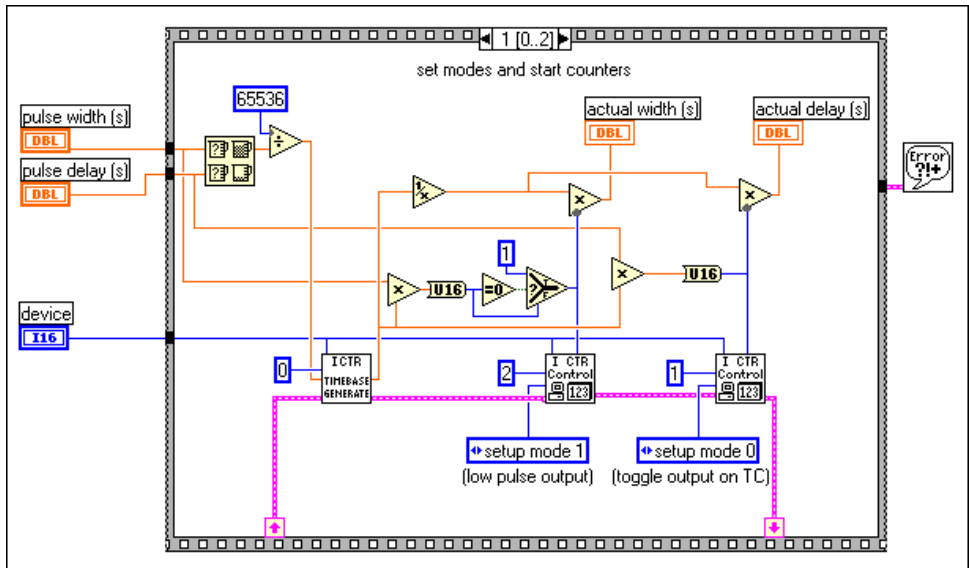 1 [0..2]
set modes and start counters
65536
actual width (s)
DBL
actual delay (s)
DBL
pulse width (s)
DBL
pulse delay (s)
DBL
÷
Error
?!+
1/x
x
x
1
x
U16
=0
?
T
F
x
U16
device
I16
0
ICTR
TIMEBASE
GENERATE
2
I CTR
Control
123
1
I CTR
Control
123
setup mode 1
(low pulse output)
setup mode 0
(toggle output on TC)